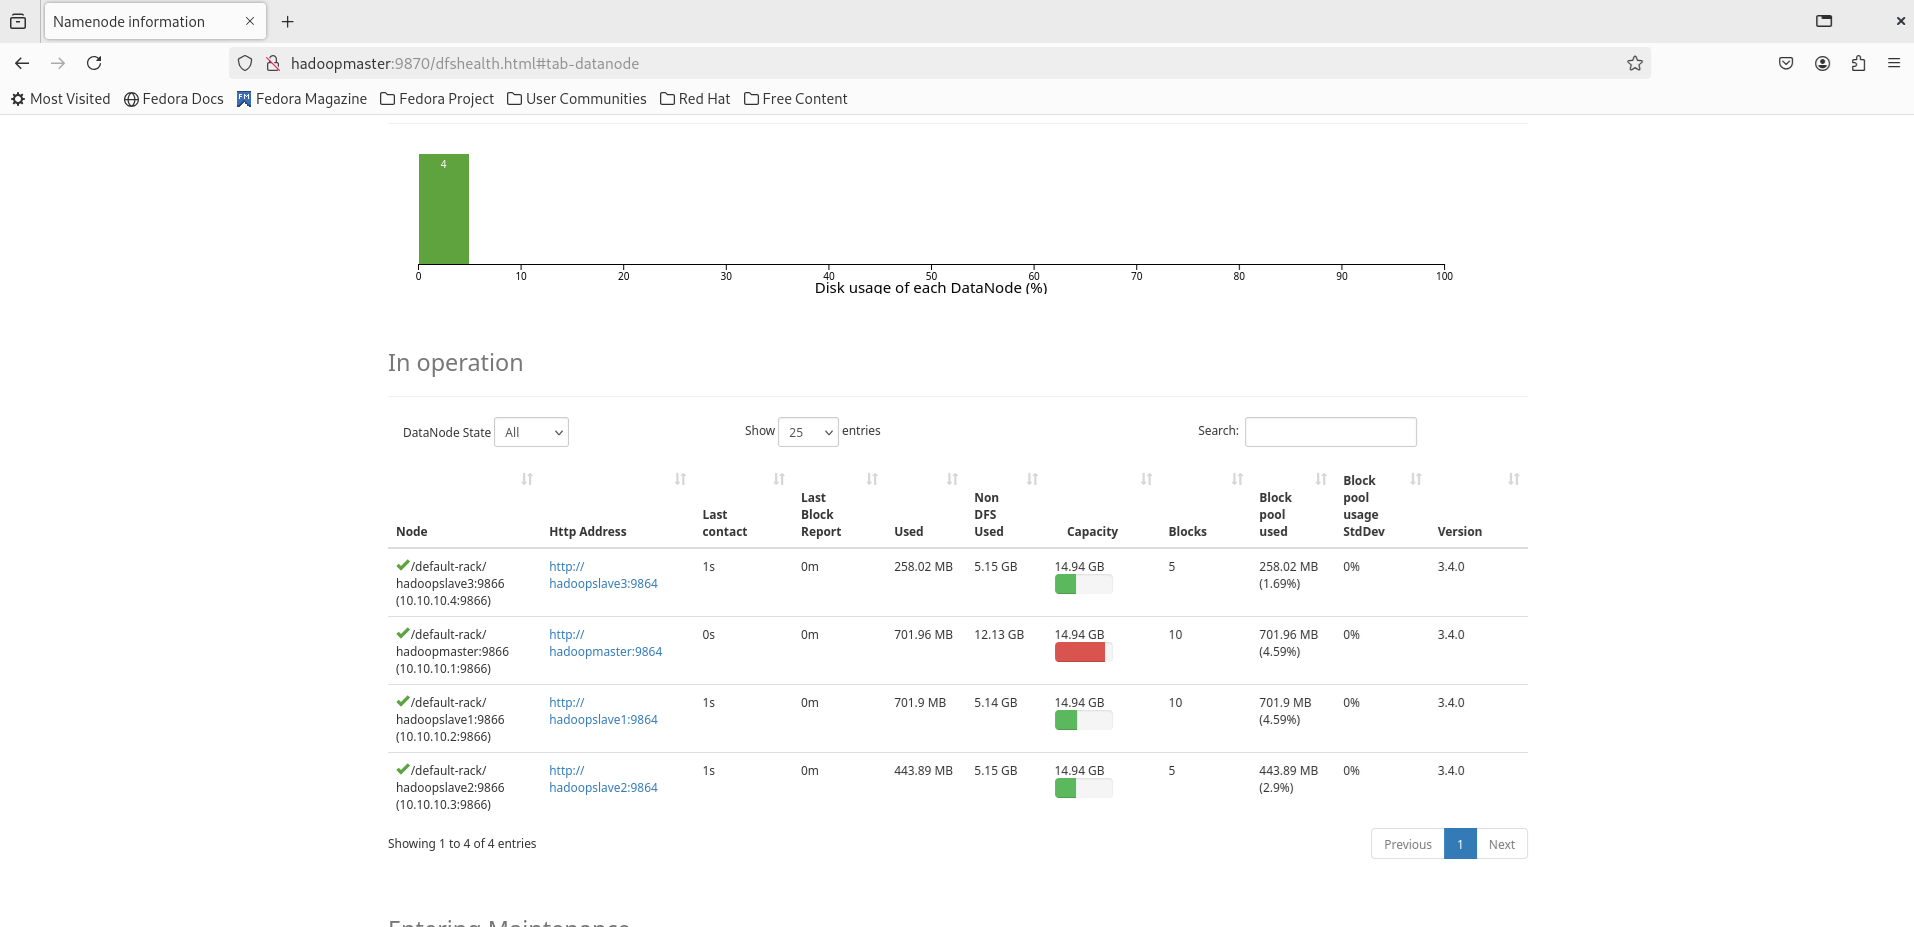 Namenode information
hadoopmaster:9870/dfshealth.html#tab-datanode
Most Visited Fedora Docs Fedora Magazine Fedora Project User Communities Red Hat Free Content
4
0 10 20 30 40 50 60 70 80 90 100
Disk usage of each DataNode (%)
In operation
DataNode State All Show 25 entries Search:
Node Http Address Last contact Last Block Report Used Non DFS Used Capacity Blocks Block pool used Block pool usage StdDev Version
/default-rack/ http:// 1s 0m 258.02 MB 5.15 GB 14.94 GB 5 258.02 MB 0% 3.4.0
hadoopslave3:9866 hadoopslave3:9864 (1.69%)
(10.10.10.4:9866)
/default-rack/ http:// 0s 0m 701.96 MB 12.13 GB 14.94 GB 10 701.96 MB 0% 3.4.0
hadoopmaster:9866 hadoopmaster:9864 (4.59%)
(10.10.10.1:9866)
/default-rack/ http:// 1s 0m 701.9 MB 5.14 GB 14.94 GB 10 701.9 MB 0% 3.4.0
hadoopslave1:9866 hadoopslave1:9864 (4.59%)
(10.10.10.2:9866)
/default-rack/ http:// 1s 0m 443.89 MB 5.15 GB 14.94 GB 5 443.89 MB 0% 3.4.0
hadoopslave2:9866 hadoopslave2:9864 (2.9%)
(10.10.10.3:9866)
Showing 1 to 4 of 4 entries Previous 1 Next
Entering Maintenance